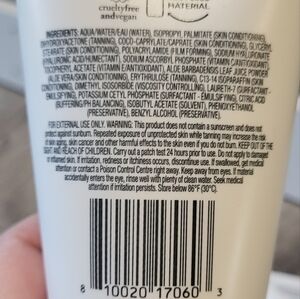 cruelty free
and vegan
MATERIAL
INGREDIENTS: AQUA/WATER/EAU (WATER), ISOPROPYL PALMITATE (SKIN CONDITIONING),
DIHYDROXYACETONE (TANNING), COCO-CAPRYLATE/CAPRATE (SKIN CONDITIONING), GLYCERYL
STEARATE (SKIN CONDITIONING), POLYACRYLAMIDE (FILM FORMING), SODIUM
HYALURONATE (HUMECTANT), SODIUM ASCORBYL PHOSPHATE (VITAMIN C/ANTIOXIDANT)
TOCOPHERYL ACETATE (VITAMIN E/ANTIOXIDANT), ALOE BARBADENSIS LEAF JUICE POWDER
(ALOE VERA/SKIN CONDITIONING), ERYTHRULOSE (TANNING), C13-14 ISOPARAFFIN (SKIN
CONDITIONING), DIMETHYL ISOSORBIDE (VISCOSITY CONTROLLING), LAURETH-7 (SURFACTANT -
EMULSIFYING), POTASSIUM CETYL PHOSPHATE (SURFACTANT - EMULSIFYING), CITRIC ACID
(BUFFERING/PH BALANCING), ISOBUTYL ACETATE (SOLVENT), PHENOXYETHANOL
(PRESERVATIVE), BENZYL ALCOHOL (PRESERVATIVE).
FOR EXTERNAL USE ONLY. WARNING: This product does not contain a sunscreen and does not
protect against sunburn. Repeated exposure of unprotected skin while tanning may increase the risk
of skin aging, skin cancer and other harmful effects to the skin even if you do not burn. KEEP OUT OF THE
SIGHT AND REACH OF CHILDREN. Carry out a patch test 24 hours prior to use. Do not apply to damaged
or inflamed skin. If irritation, redness or itchiness occurs, discontinue use. If swallowed, get medical
help or contact a Poison Control Centre right away. Keep away from eyes. If material
accidentally enters the eye, rinse well with plenty of clean water. Seek medical
attention if irritation persists. Store below 86°F (30°C).
8 10020 17060 3